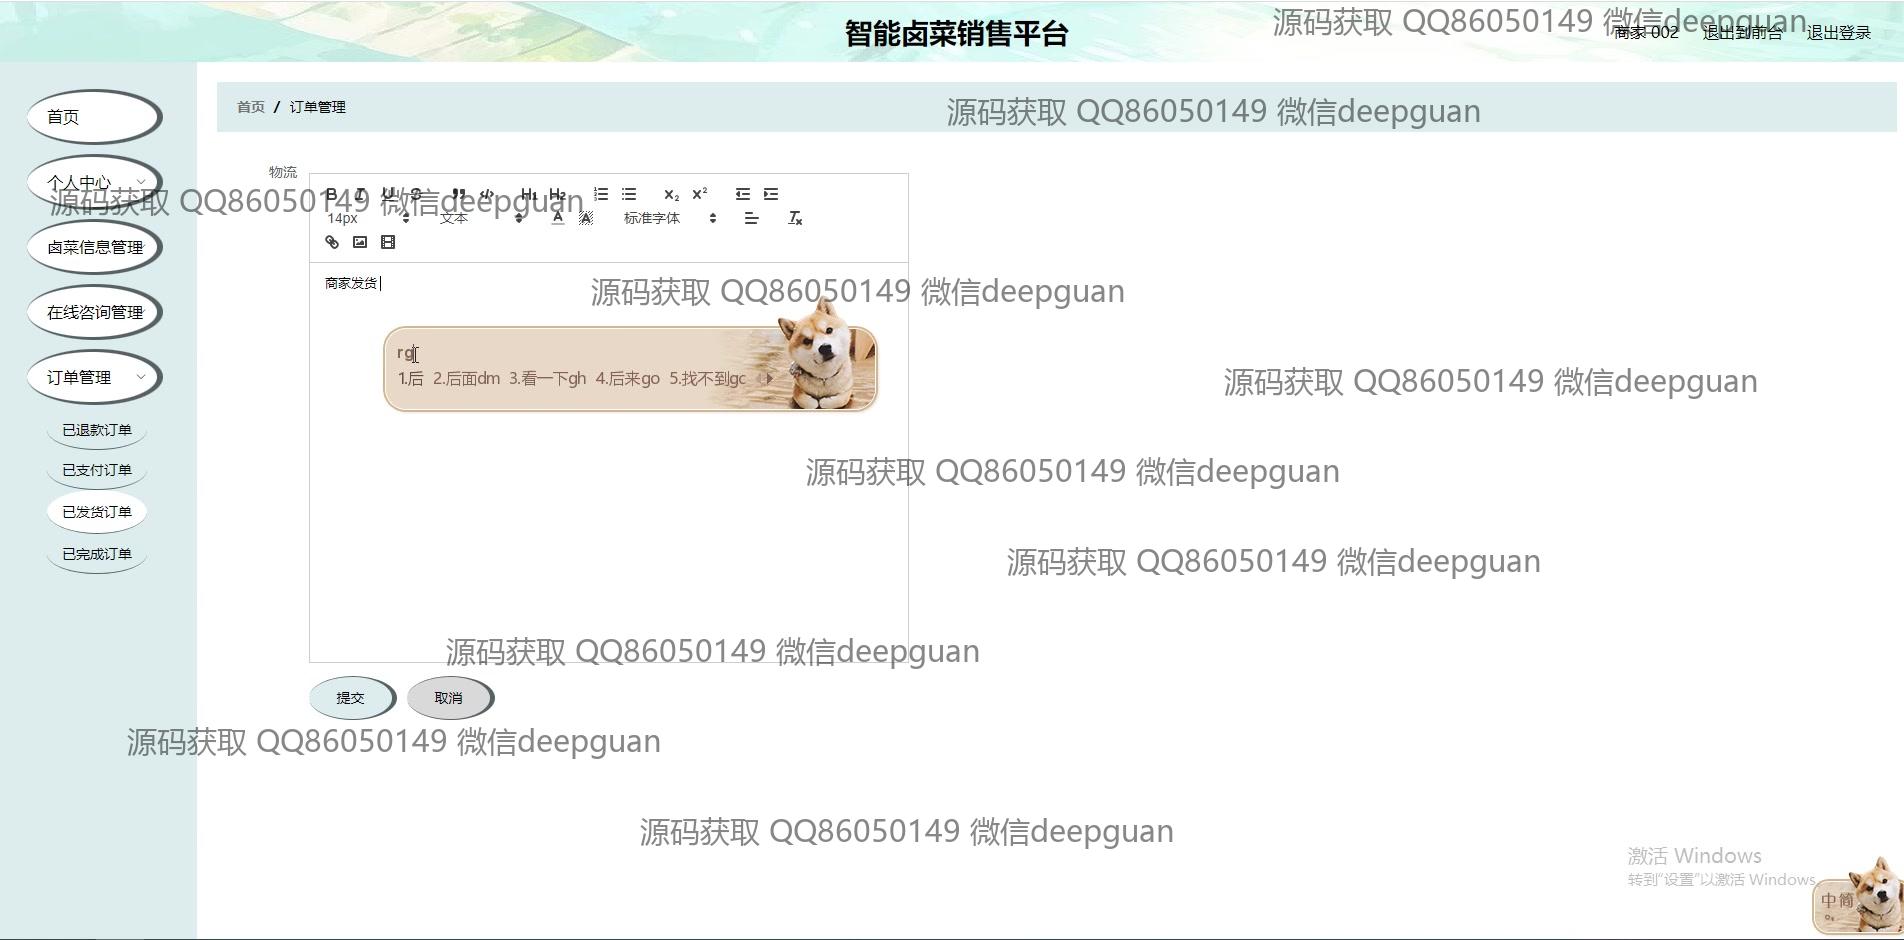 智能卤菜销售平台
源码获取 QQ86050149 微信deepguan
商家 002 退出到前台 退出登录
首页
个人中心
卤菜信息管理
在线咨询管理
订单管理
已退款订单
已支付订单
已发货订单
已完成订单
首页 / 订单管理
源码获取 QQ86050149 微信deepguan
物流
源码获取 QQ86050149 微信deepguan
B I U S H1 H2 X2 X2
14px 文本 A A 标准字体 Tx
商家发货
源码获取 QQ86050149 微信deepguan
rg
1.后 2.后面dm 3.看一下gh 4.后来go 5.找不到gc
源码获取 QQ86050149 微信deepguan
源码获取 QQ86050149 微信deepguan
源码获取 QQ86050149 微信deepguan
源码获取 QQ86050149 微信deepguan
提交 取消
源码获取 QQ86050149 微信deepguan
源码获取 QQ86050149 微信deepguan
激活 Windows
转到"设置"以激活 Windows。
中简